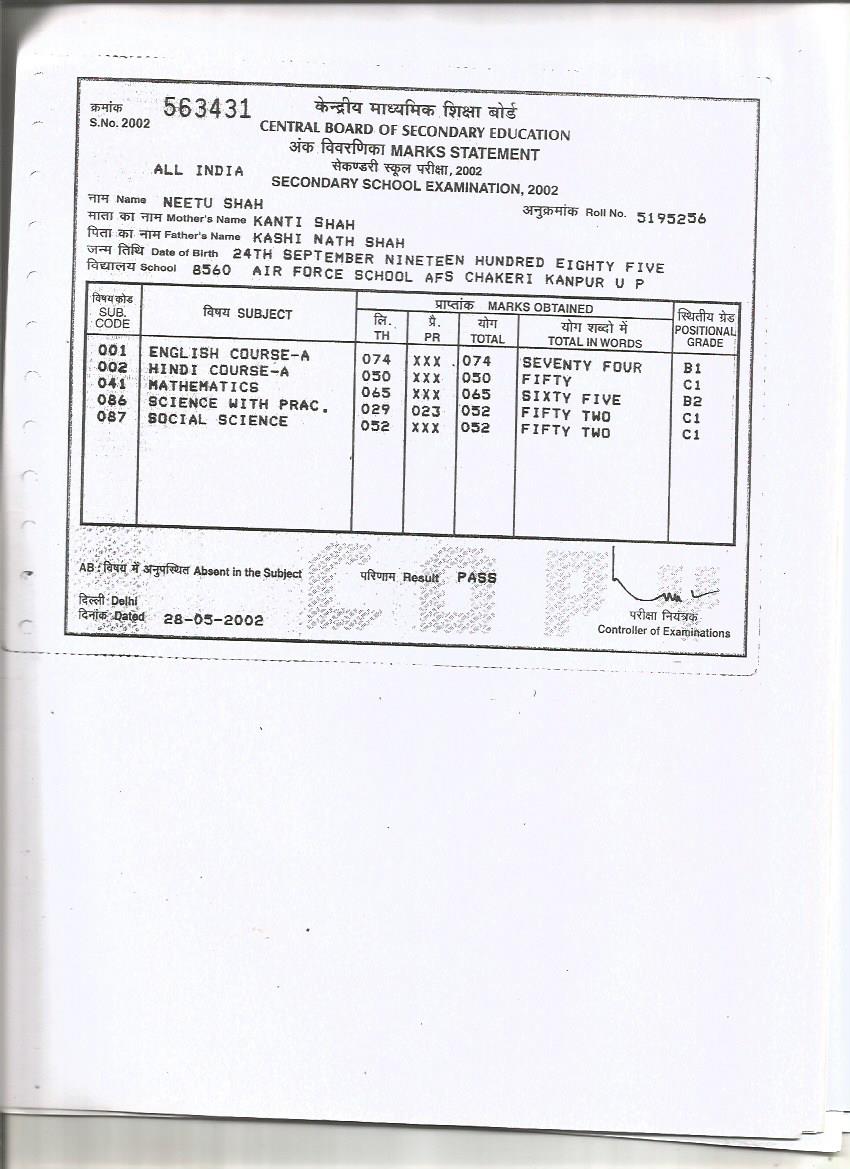 क्रमांक 563431 केन्द्रीय माध्यमिक शिक्षा बोर्ड
S.No. 2002 CENTRAL BOARD OF SECONDARY EDUCATION
अंक विवरणिका MARKS STATEMENT
ALL INDIA सेकण्डरी स्कूल परीक्षा, 2002
SECONDARY SCHOOL EXAMINATION, 2002
नाम Name NEETU SHAH अनुक्रमांक Roll No. 5195256
माता का नाम Mother's Name KANTI SHAH
पिता का नाम Father's Name KASHI NATH SHAH
जन्म तिथि Date of Birth 24TH SEPTEMBER NINETEEN HUNDRED EIGHTY FIVE
विद्यालय School 8560 AIR FORCE SCHOOL AFS CHAKERI KANPUR U P
विषय कोड SUB. CODE विषय SUBJECT प्राप्तांक MARKS OBTAINED स्थितीय ग्रेड POSITIONAL GRADE
लि. TH प्रै. PR योग TOTAL योग शब्दो में TOTAL IN WORDS
001 ENGLISH COURSE-A 074 XXX 074 SEVENTY FOUR B1
002 HINDI COURSE-A 050 XXX 050 FIFTY C1
041 MATHEMATICS 065 XXX 065 SIXTY FIVE B2
086 SCIENCE WITH PRAC. 029 023 052 FIFTY TWO C1
087 SOCIAL SCIENCE 052 XXX 052 FIFTY TWO C1
COPY
AB : विषय में अनुपस्थित Absent in the Subject परिणाम Result PASS
दिल्ली Delhi
दिनांक Dated 28-05-2002 परीक्षा नियंत्रक
Controller of Examinations